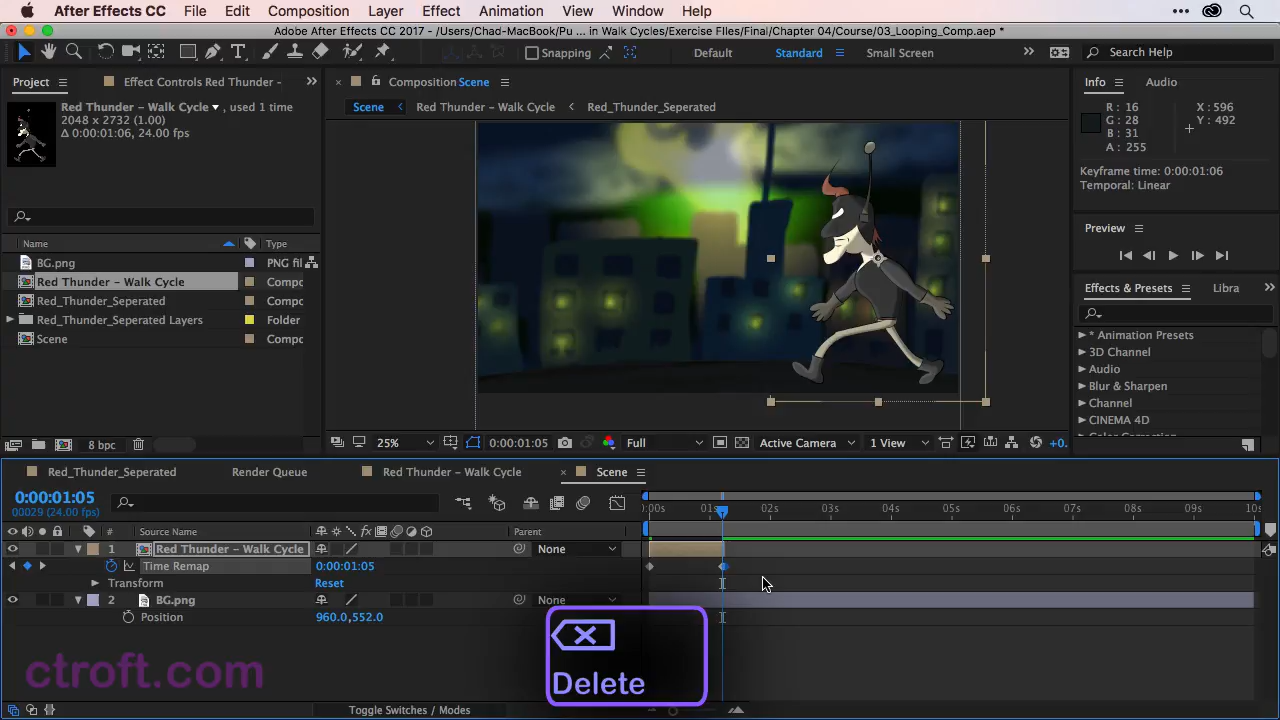 After Effects CC File Edit Composition Layer Effect Animation View Window Help
Adobe After Effects CC 2017 - /Users/Chad-MacBook/Pu ... in Walk Cycles/Exercise Files/Final/Chapter 04/Course/03_Looping_Comp.aep *
Snapping Default Standard Small Screen Search Help
Project Effect Controls Red Thunder – Composition Scene Info Audio
Red Thunder – Walk Cycle , used 1 time
2048 x 2732 (1.00)
Δ 0:00:01:06, 24.00 fps
Scene Red Thunder – Walk Cycle Red_Thunder_Seperated
R : 16 X : 596
G : 28 Y : 492
B : 31
A : 255
Keyframe time: 0:00:01:06
Temporal: Linear
Preview
Name Type
BG.png PNG fil
Red Thunder – Walk Cycle Compo
Red_Thunder_Seperated Compo
Red_Thunder_Seperated Layers Folder
Scene Compo
Effects & Presets Libra
* Animation Presets
3D Channel
Audio
Blur & Sharpen
Channel
CINEMA 4D
8 bpc
25% 0:00:01:05 Full Active Camera 1 View +0.
Red_Thunder_Seperated Render Queue Red Thunder – Walk Cycle Scene
0:00:01:05
00029 (24.00 fps)
:00s 01s 02s 03s 04s 05s 06s 07s 08s 09s 10s
# Source Name Parent
1 Red Thunder – Walk Cycle None
Time Remap 0:00:01:05
Transform Reset
2 BG.png None
Position 960.0,552.0
Delete
ctroft.com
Toggle Switches / Modes